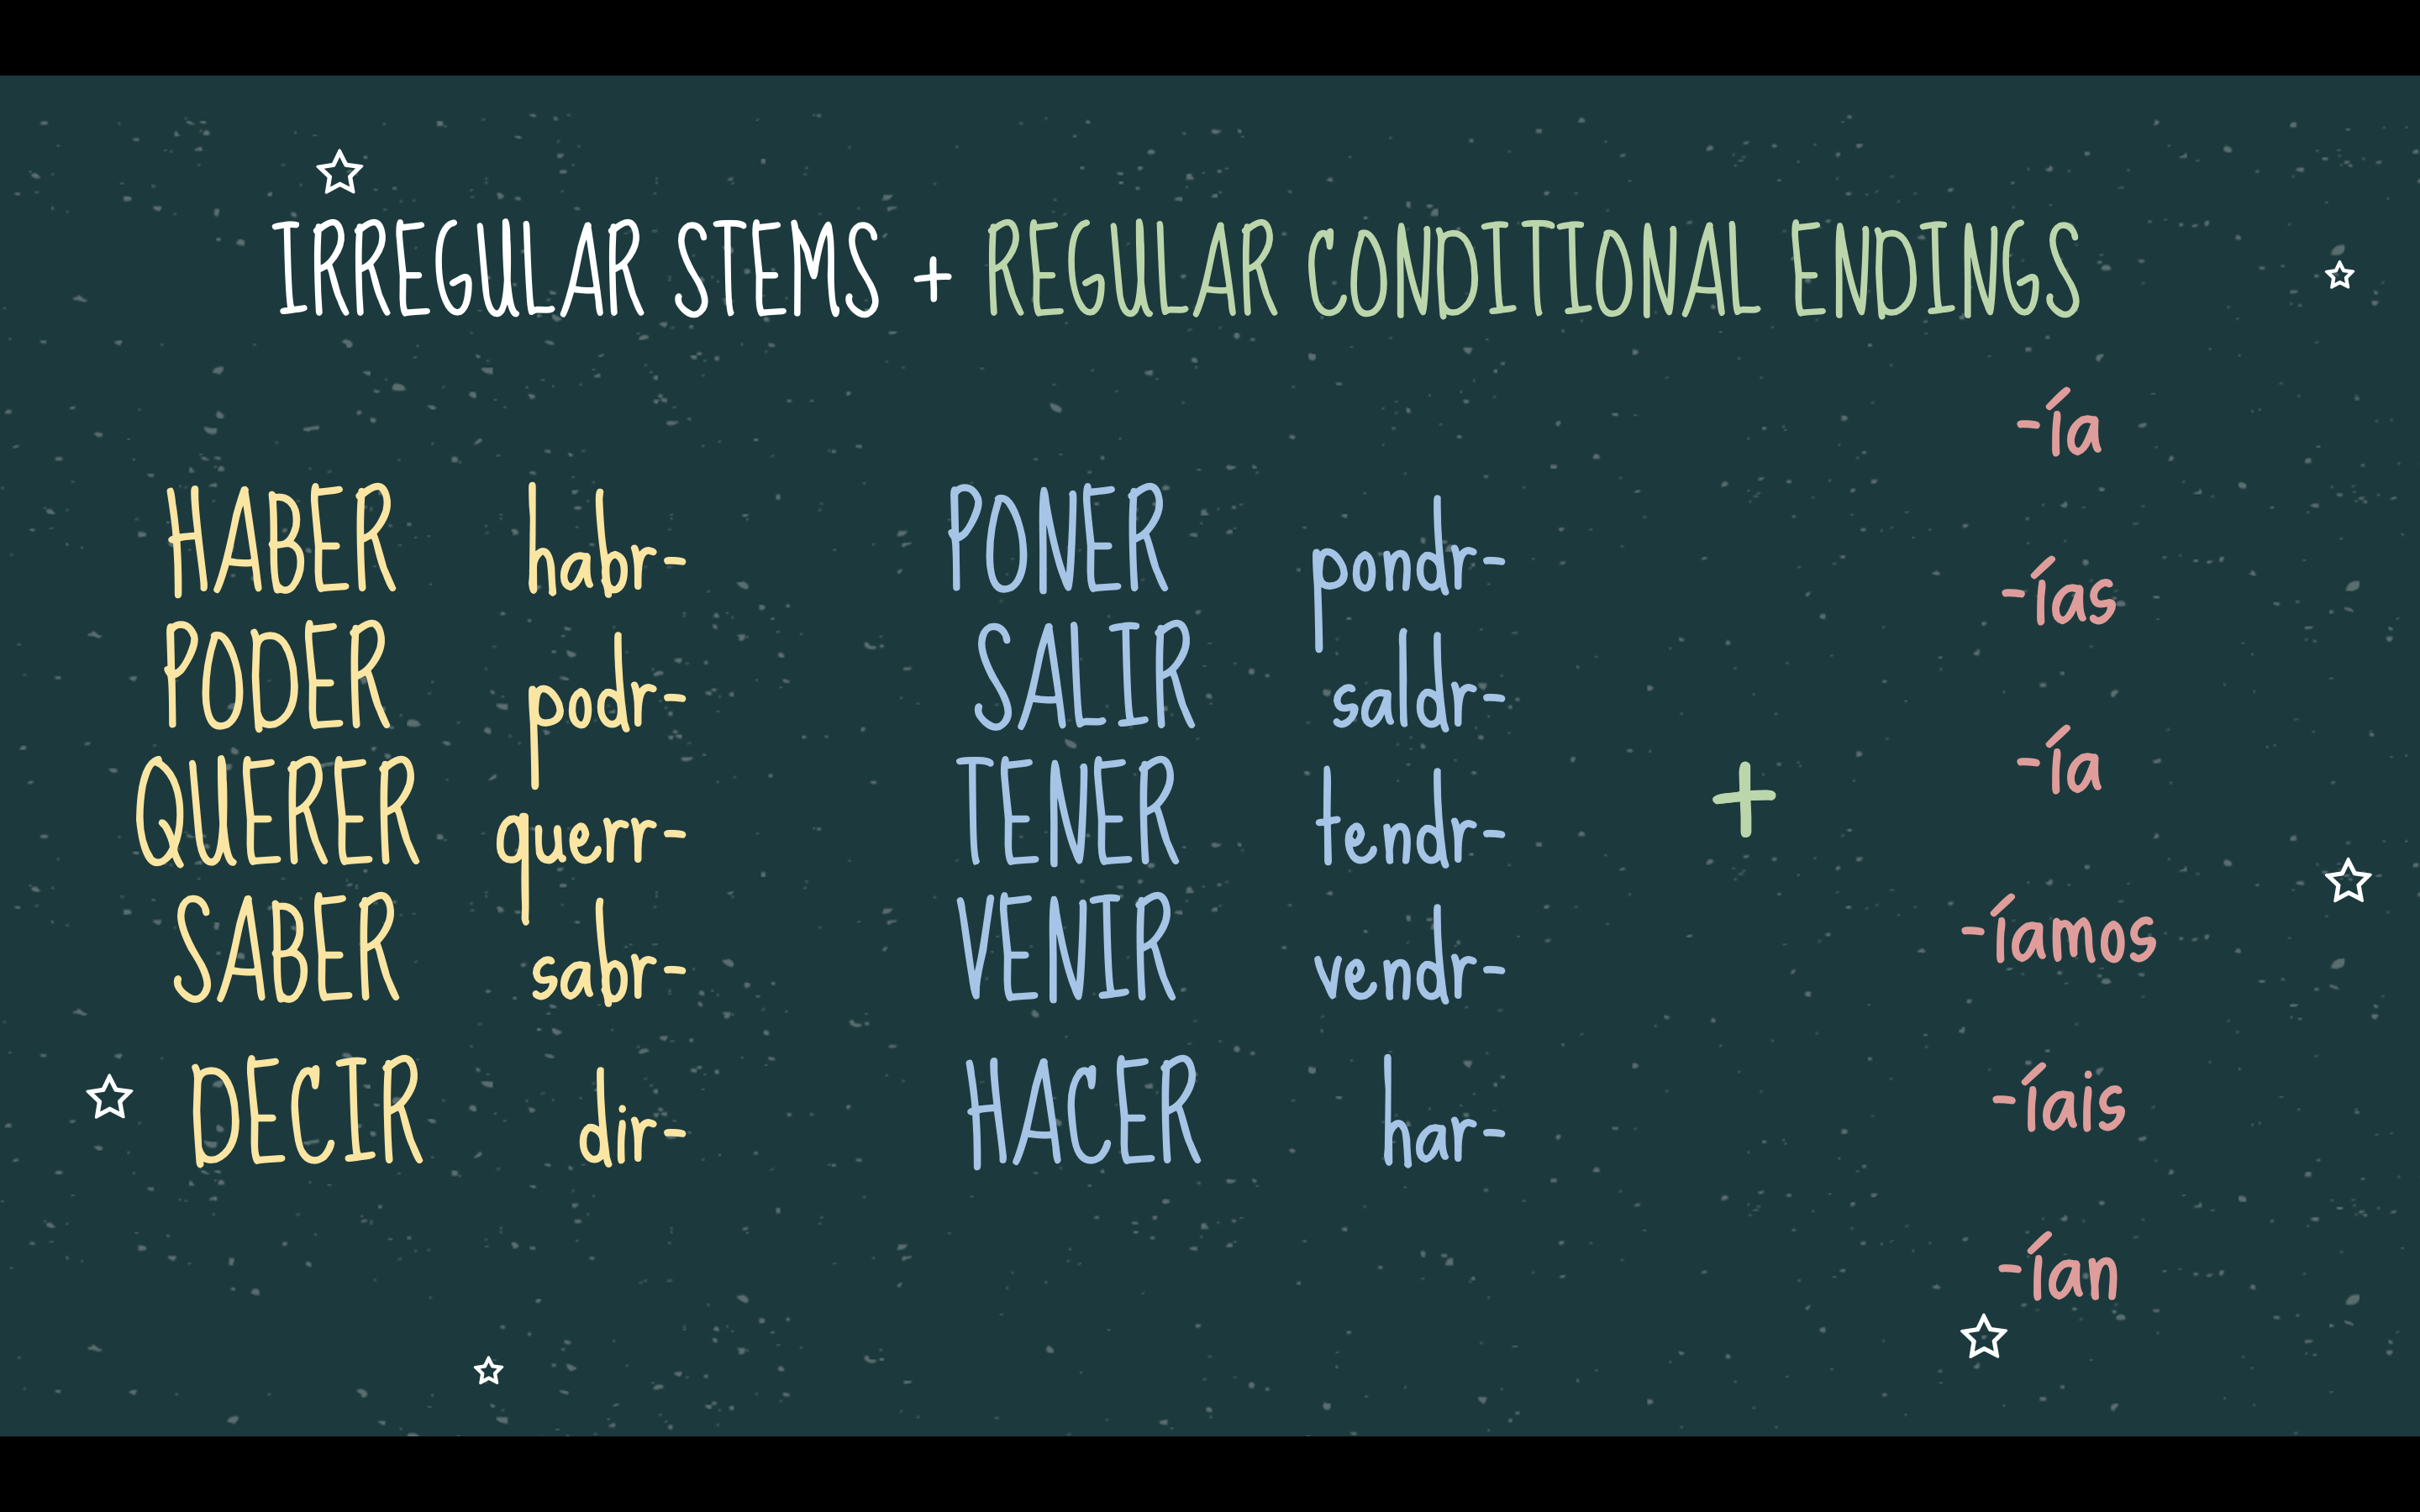 IRREGULAR STEMS + REGULAR CONDITIONAL ENDINGS
HABER habr-
PODER podr-
QUERER querr-
SABER sabr-
DECIR dir-
PONER pondr-
SALIR saldr-
TENER tendr-
VENIR vendr-
HACER har-
+
-ía
-ías
-ía
-íamos
-íais
-ían